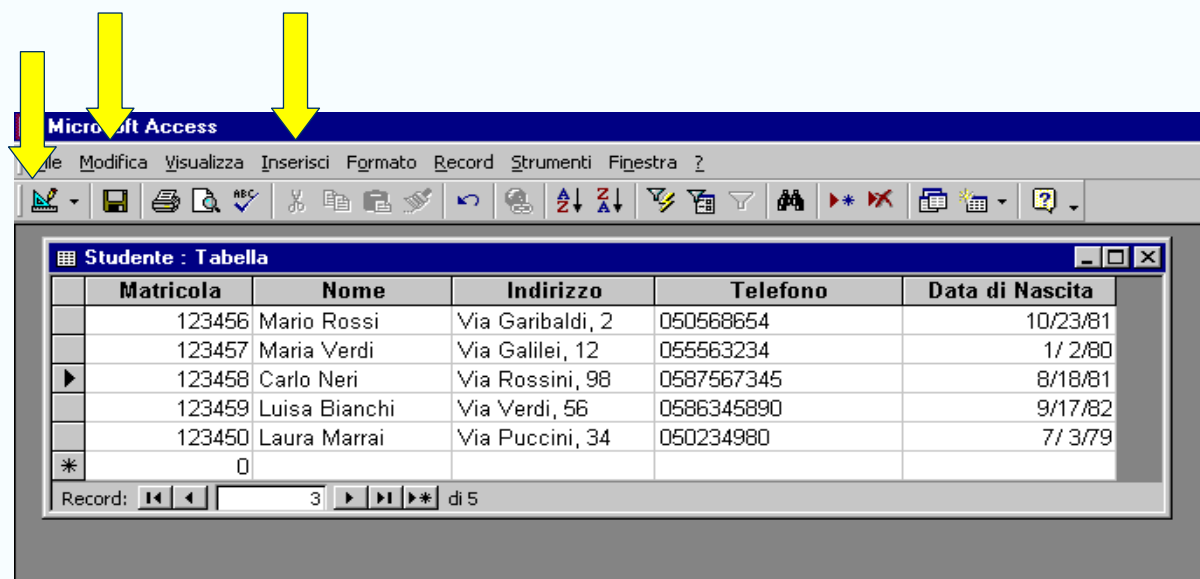 Microsoft Access
Modifica Visualizza Inserisci Formato Record Strumenti Finestra ?
Studente : Tabella
Matricola Nome Indirizzo Telefono Data di Nascita
123456 Mario Rossi Via Garibaldi, 2 050568654 10/23/81
123457 Maria Verdi Via Galilei, 12 055563234 1/ 2/80
123458 Carlo Neri Via Rossini, 98 0587567345 8/18/81
123459 Luisa Bianchi Via Verdi, 56 0586345890 9/17/82
123450 Laura Marrai Via Puccini, 34 050234980 7/ 3/79
0
Record: 3 di 5